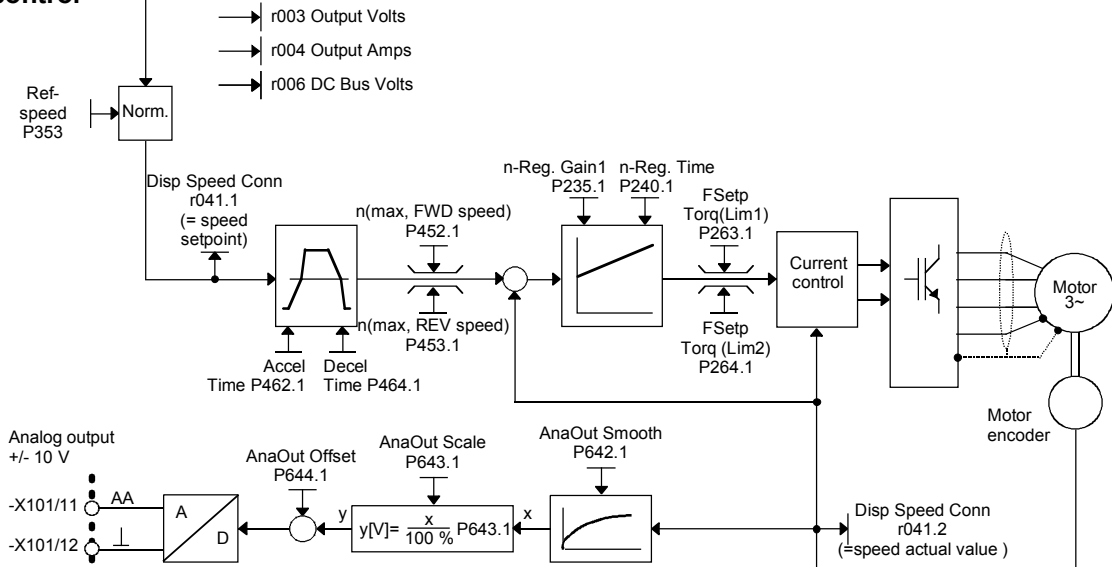 r003 Output Volts
r004 Output Amps
r006 DC Bus Volts
Ref-
speed
P353
Norm.
Disp Speed Conn
r041.1
(= speed
setpoint)
n(max, FWD speed)
P452.1
n(max, REV speed)
P453.1
Accel
Time P462.1
Decel
Time P464.1
n-Reg. Gain1
P235.1
n-Reg. Time
P240.1
FSetp
Torq(Lim1)
P263.1
FSetp
Torq (Lim2)
P264.1
Current
control
Motor
3~
Motor
encoder
Analog output
+/- 10 V
-X101/11
AA
-X101/12
A
D
AnaOut Offset
P644.1
y
AnaOut Scale
P643.1
y[V]= x
100 % P643.1
x
AnaOut Smooth
P642.1
Disp Speed Conn
r041.2
(=speed actual value )